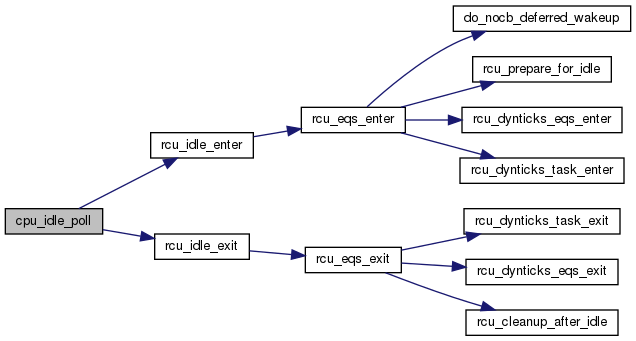 do_nocb_deferred_wakeup
rcu_prepare_for_idle
rcu_eqs_enter
rcu_dynticks_eqs_enter
rcu_idle_enter
rcu_dynticks_task_enter
cpu_idle_poll
rcu_dynticks_task_exit
rcu_idle_exit
rcu_eqs_exit
rcu_dynticks_eqs_exit
rcu_cleanup_after_idle